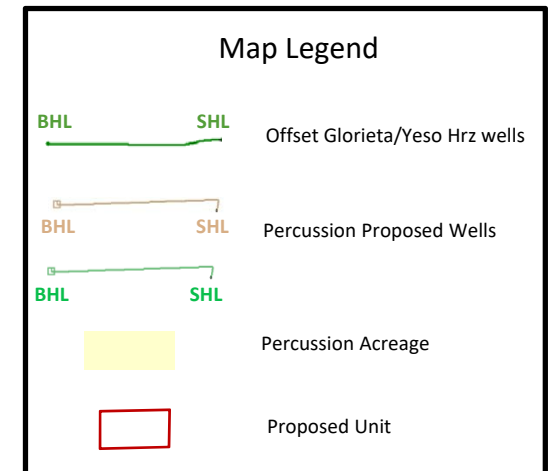 Map Legend
BHL SHL
Offset Glorieta/Yeso Hrz wells
BHL SHL
Percussion Proposed Wells
BHL SHL
Percussion Acreage
Proposed Unit